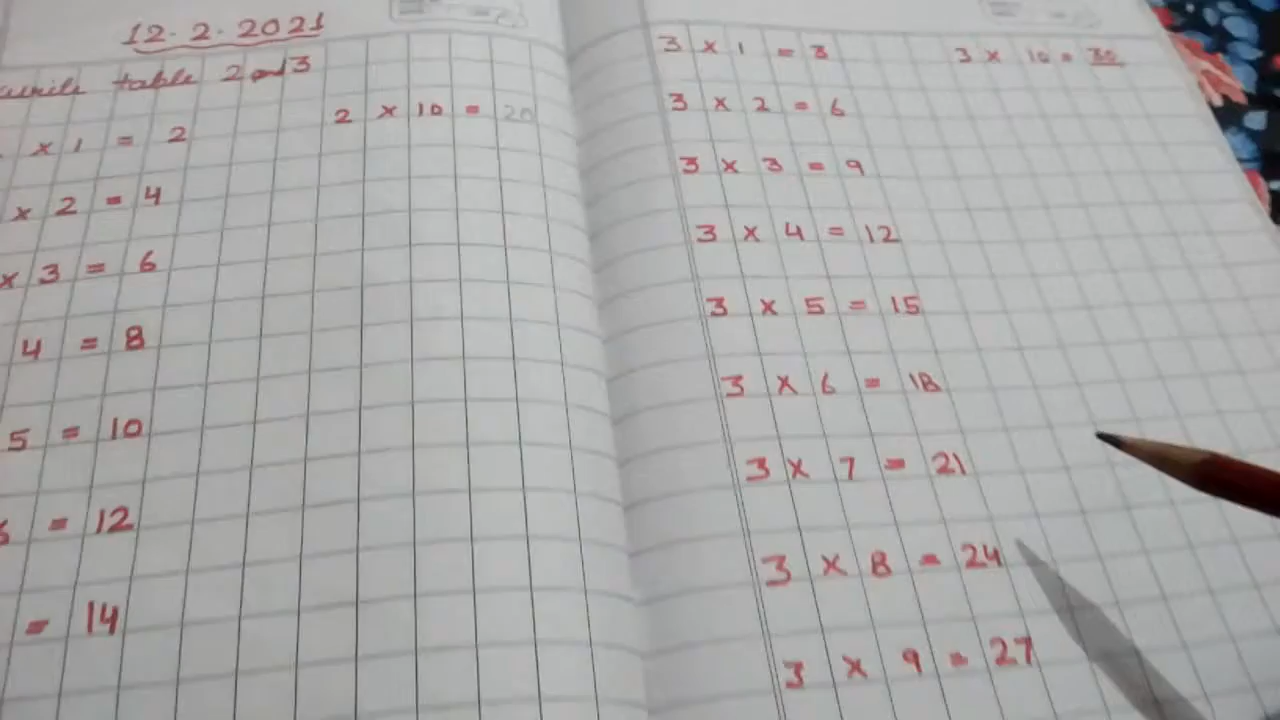 12.2.2021
write table 2 and 3
x 1 = 2
x 2 = 4
x 3 = 6
4 = 8
5 = 10
= 12
= 14
2 x 10 = 20
3 x 1 = 3
3 x 2 = 6
3 x 3 = 9
3 x 4 = 12
3 x 5 = 15
3 x 6 = 18
3 x 7 = 21
3 x 8 = 24
3 x 9 = 27
3 x 10 = 30